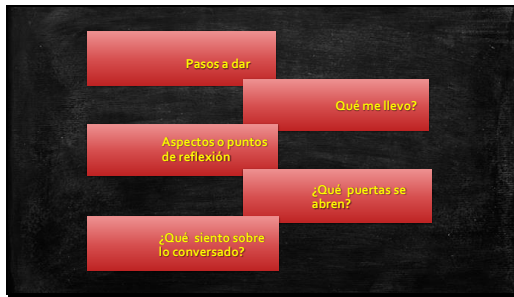 Pasos a dar
Qué me llevo?
Aspectos o puntos
de reflexión
¿Qué puertas se
abren?
¿Qué siento sobre
lo conversado?